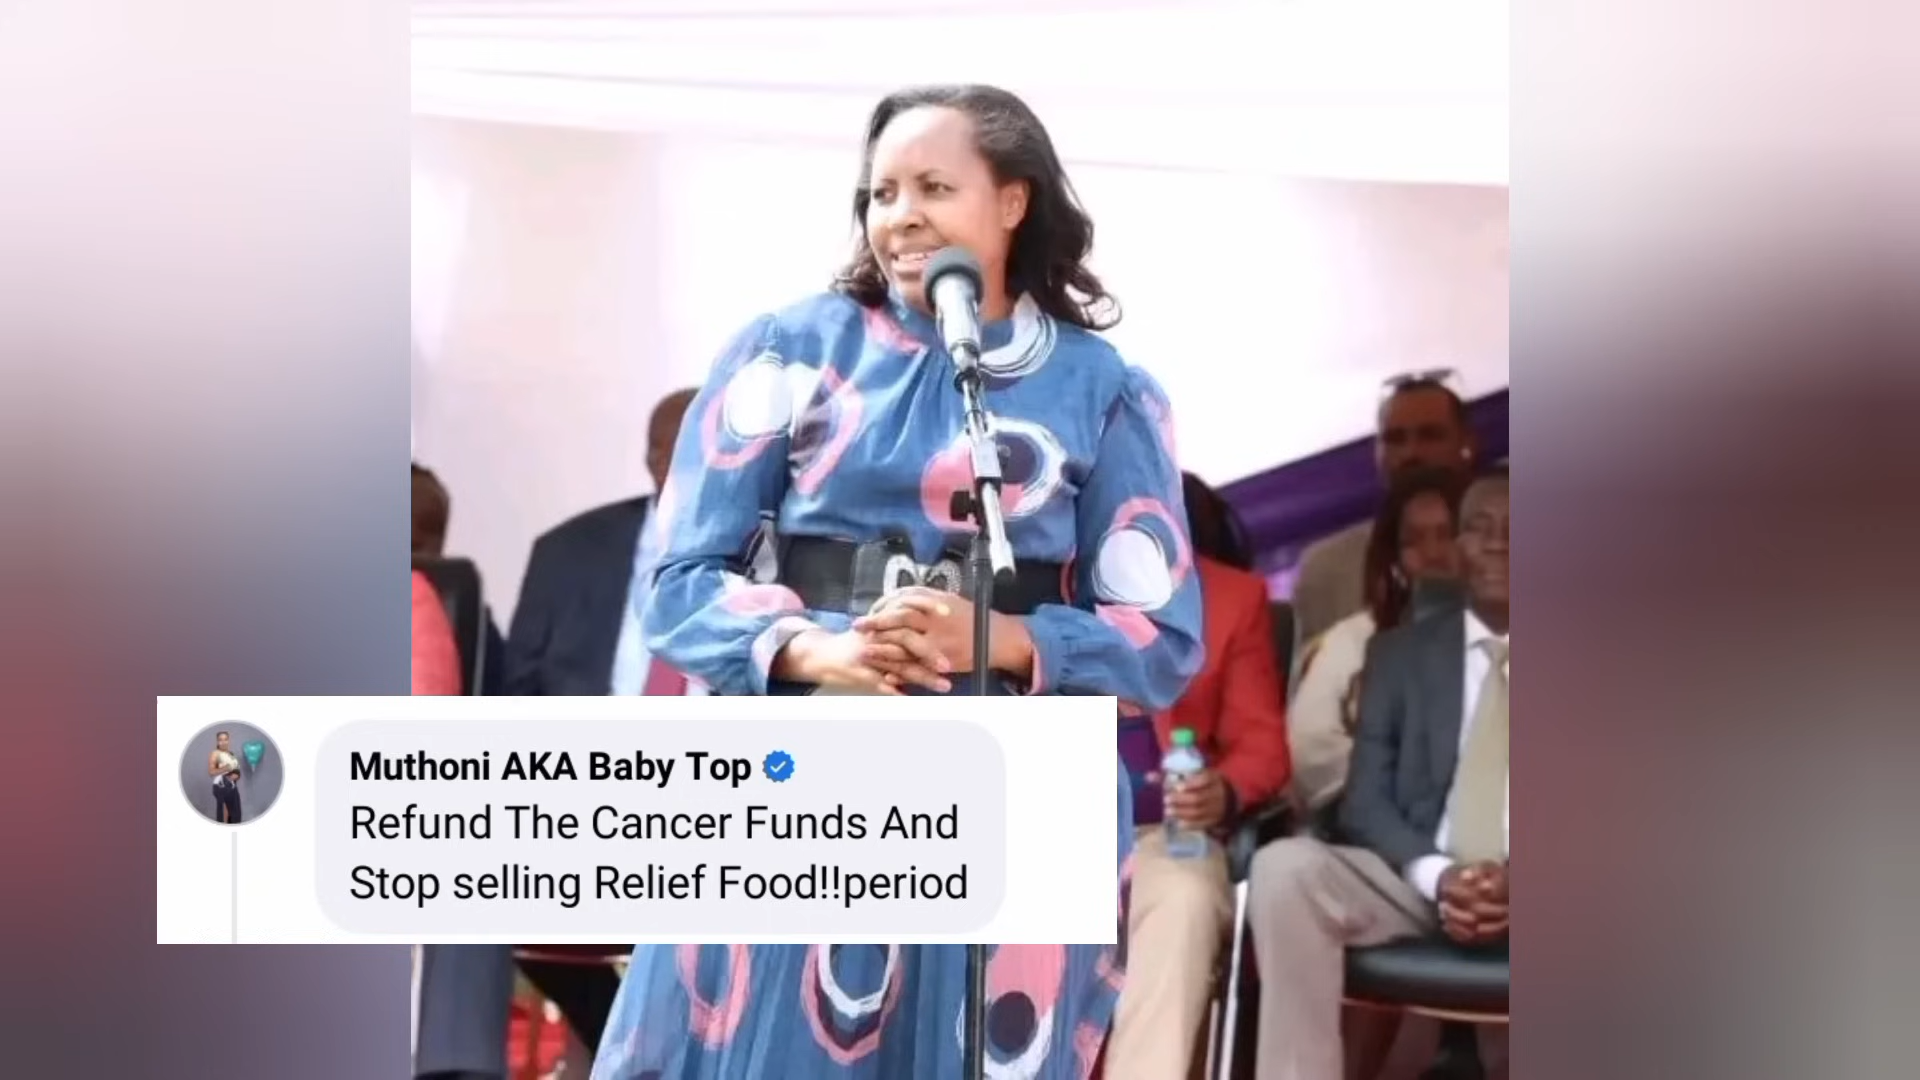 Muthoni AKA Baby Top
Refund The Cancer Funds And
Stop selling Relief Food!!period